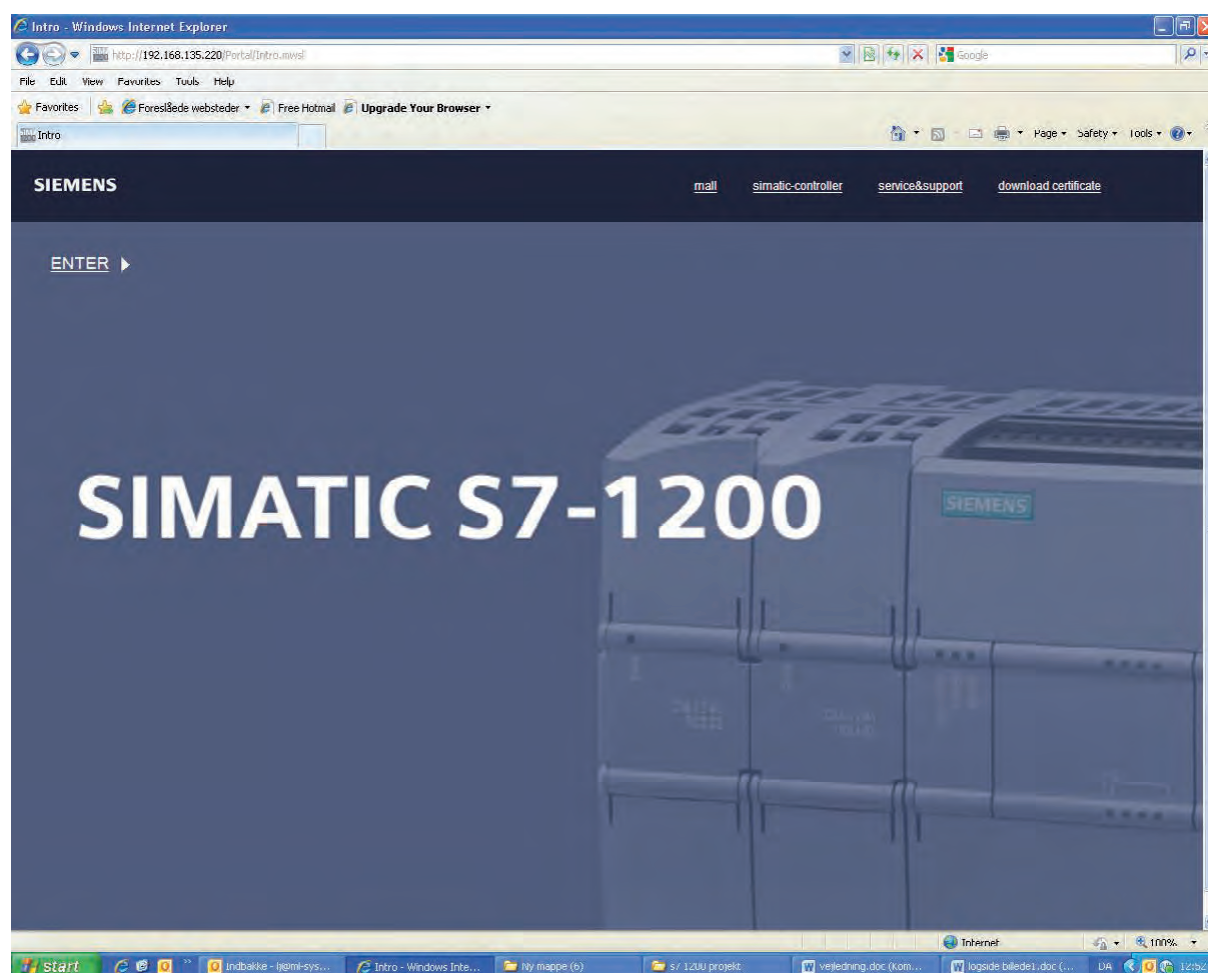 Intro - Windows Internet Explorer
http://192.168.135.220/Portal/Intro.mwsl
Google
File Edit View Favorites Tools Help
Favorites Foreslåede websteder Free Hotmail Upgrade Your Browser
Intro
Page Safety Tools
SIEMENS
mall simatic-controller service&support download certificate
ENTER
SIEMENS
SIMATIC S7-1200
Internet 100%
start Indbakke - Intro - Windows Inte... Ny mappe (6) s7 1200 projekt vejledning.doc (Kom... logside billede1.doc (... DA 12:52